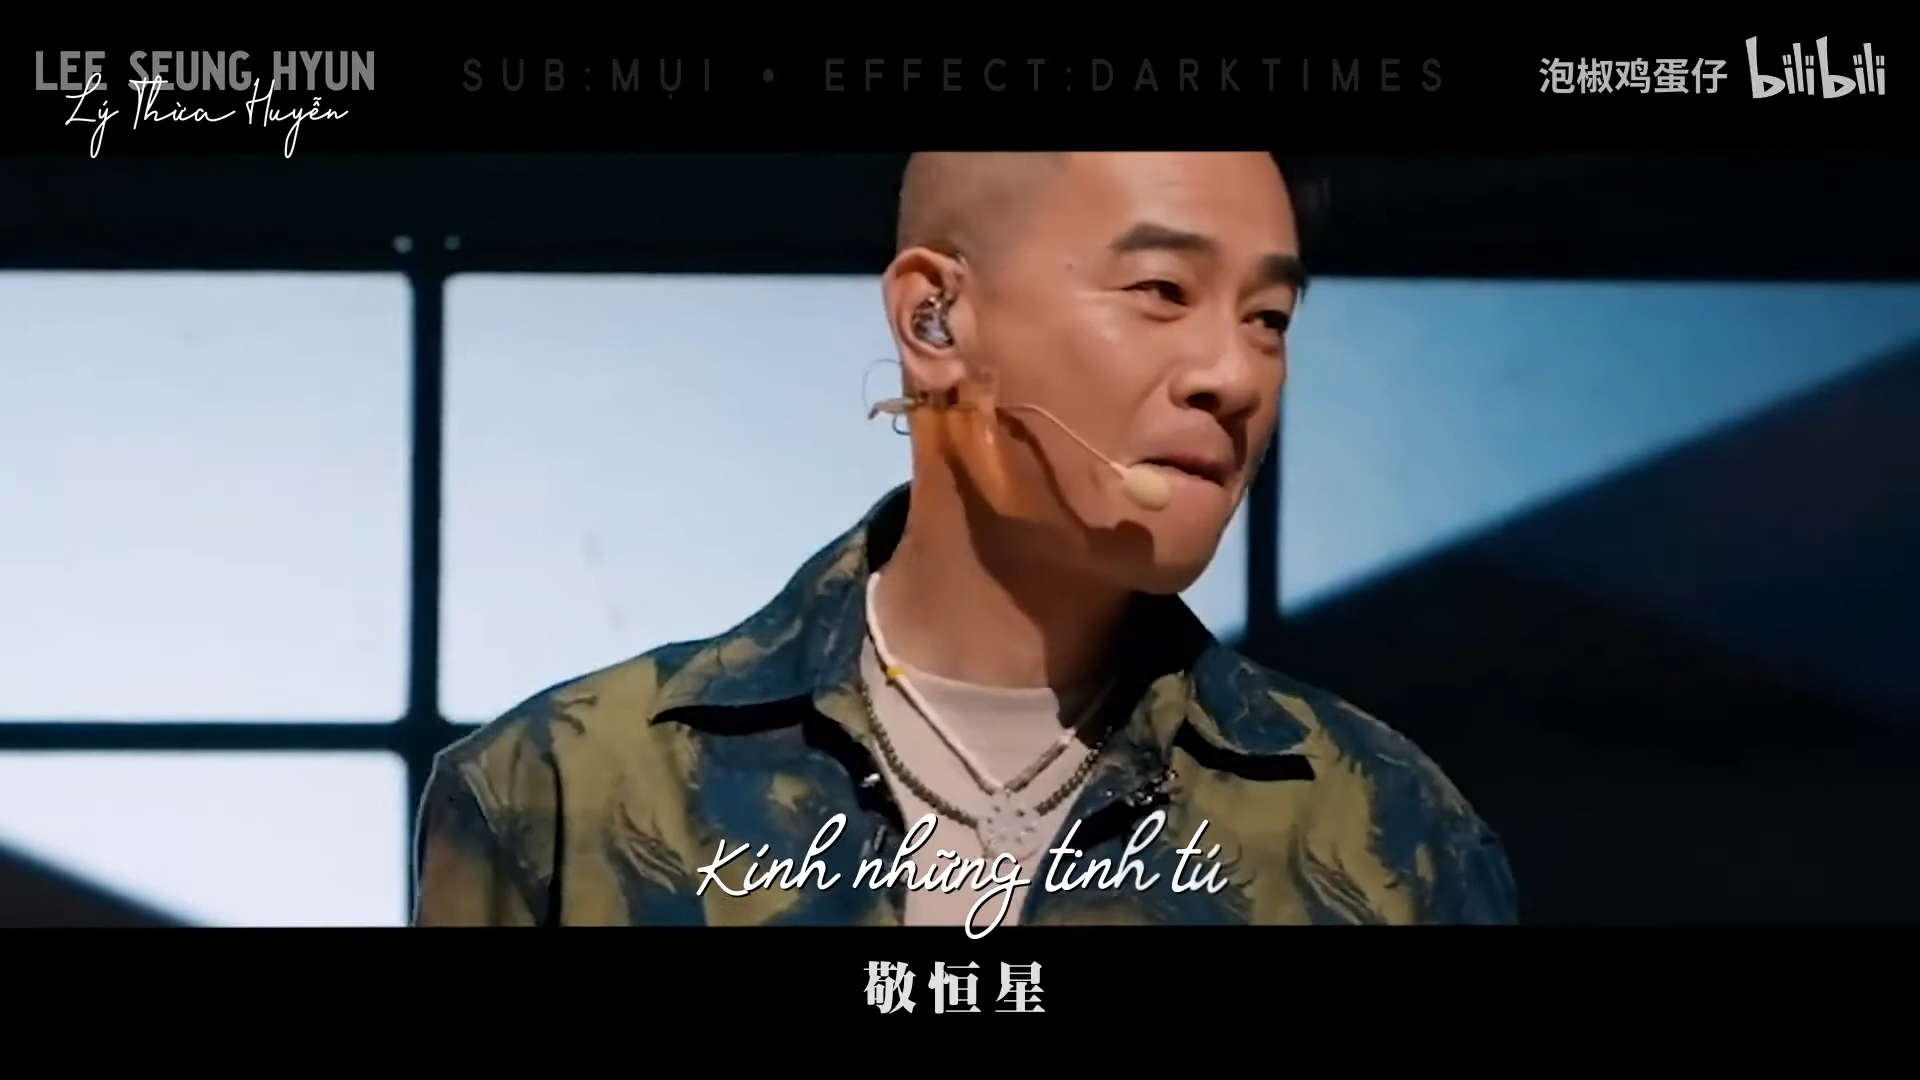 LEE SEUNG HYUN
Lý Thừa Huyễn
SUB:MỤI • EFFECT:DARKTIMES
泡椒鸡蛋仔 bilibili
Kính những tinh tú
敬恒星